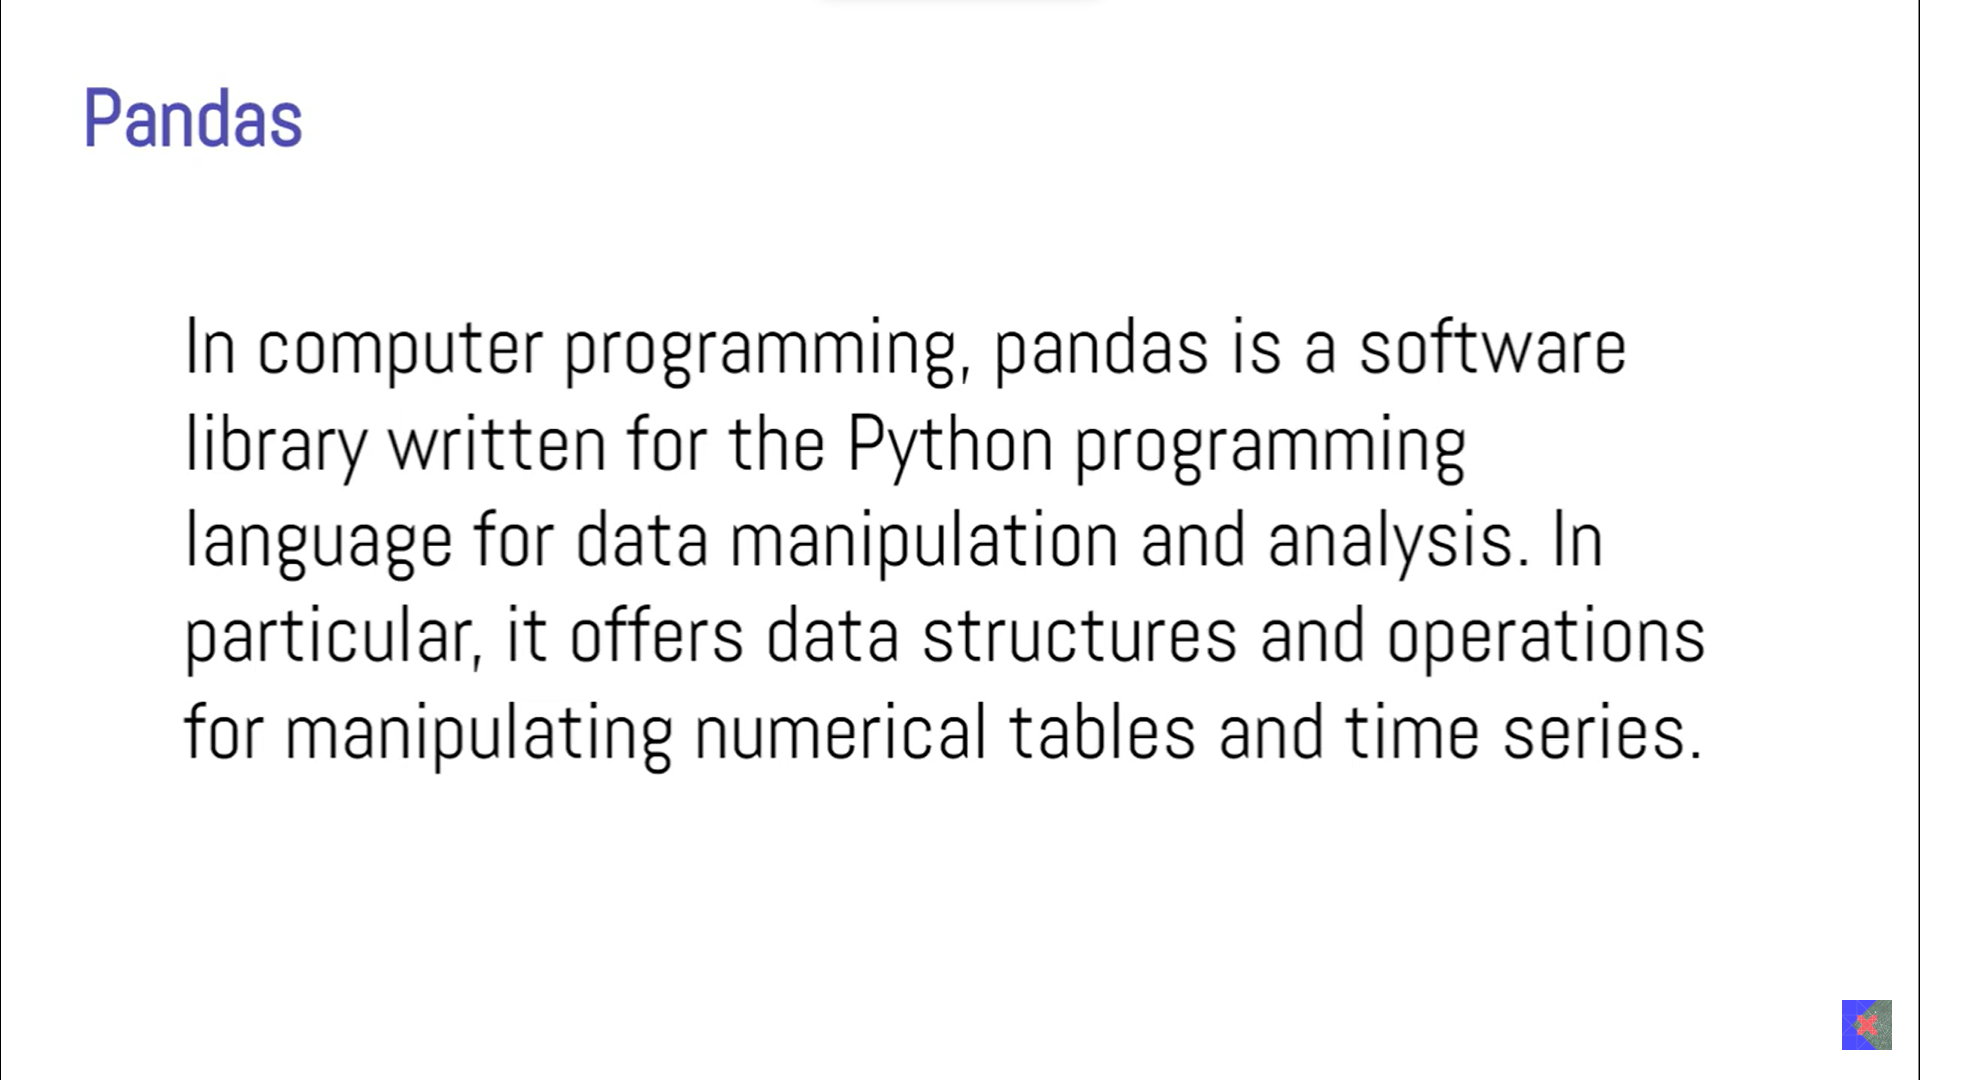 Pandas
In computer programming, pandas is a software
library written for the Python programming
language for data manipulation and analysis. In
particular, it offers data structures and operations
for manipulating numerical tables and time series.